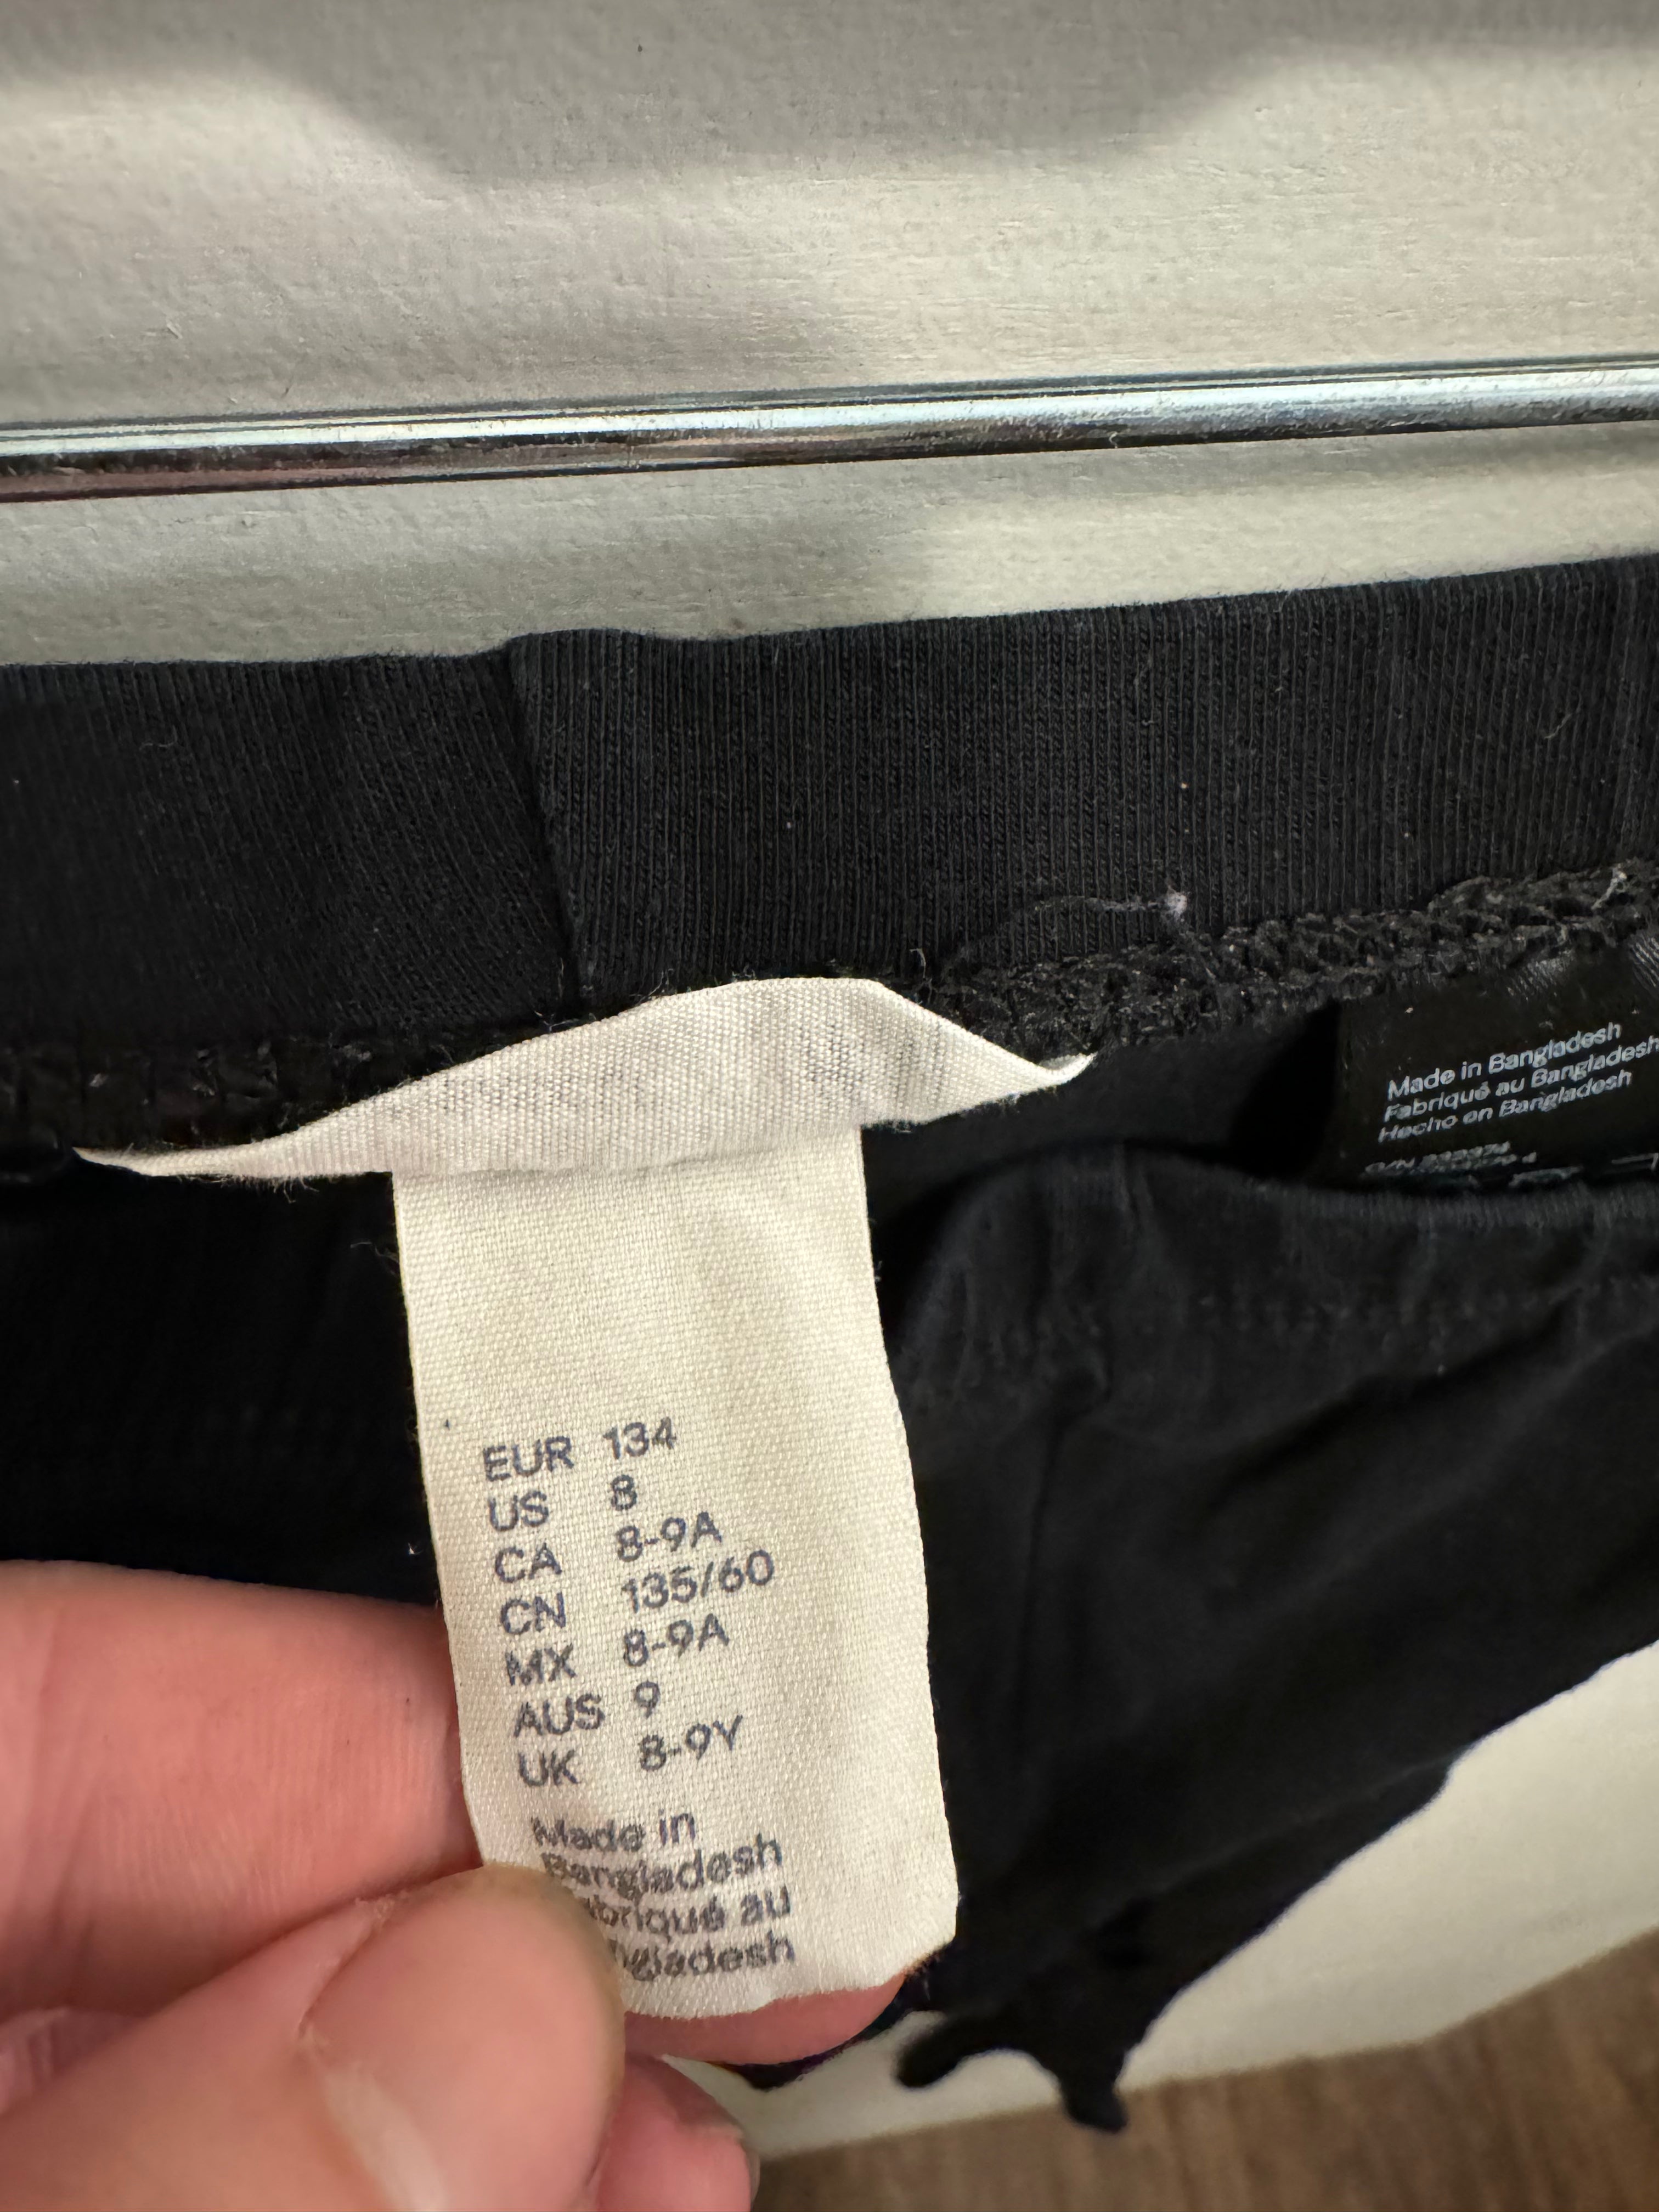 EUR 134
US 8
CA 8-9A
CN 135/60
MX 8-9A
AUS 9
UK 8-9Y
Made in
Bangladesh
au
Made in Bangladesh
Fabriqué au Bangladesh
Hecho en Bangladesh